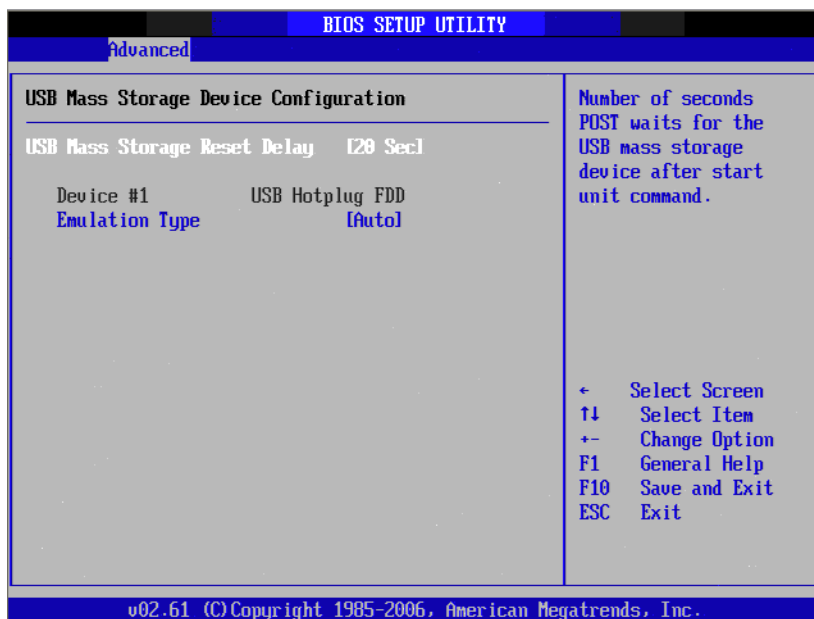 BIOS SETUP UTILITY
Advanced
USB Mass Storage Device Configuration
USB Mass Storage Reset Delay [20 Sec]
Device #1 USB Hotplug FDD
Emulation Type [Auto]
Number of seconds
POST waits for the
USB mass storage
device after start
unit command.
← Select Screen
↑↓ Select Item
+- Change Option
F1 General Help
F10 Save and Exit
ESC Exit
v02.61 (C)Copyright 1985-2006, American Megatrends, Inc.